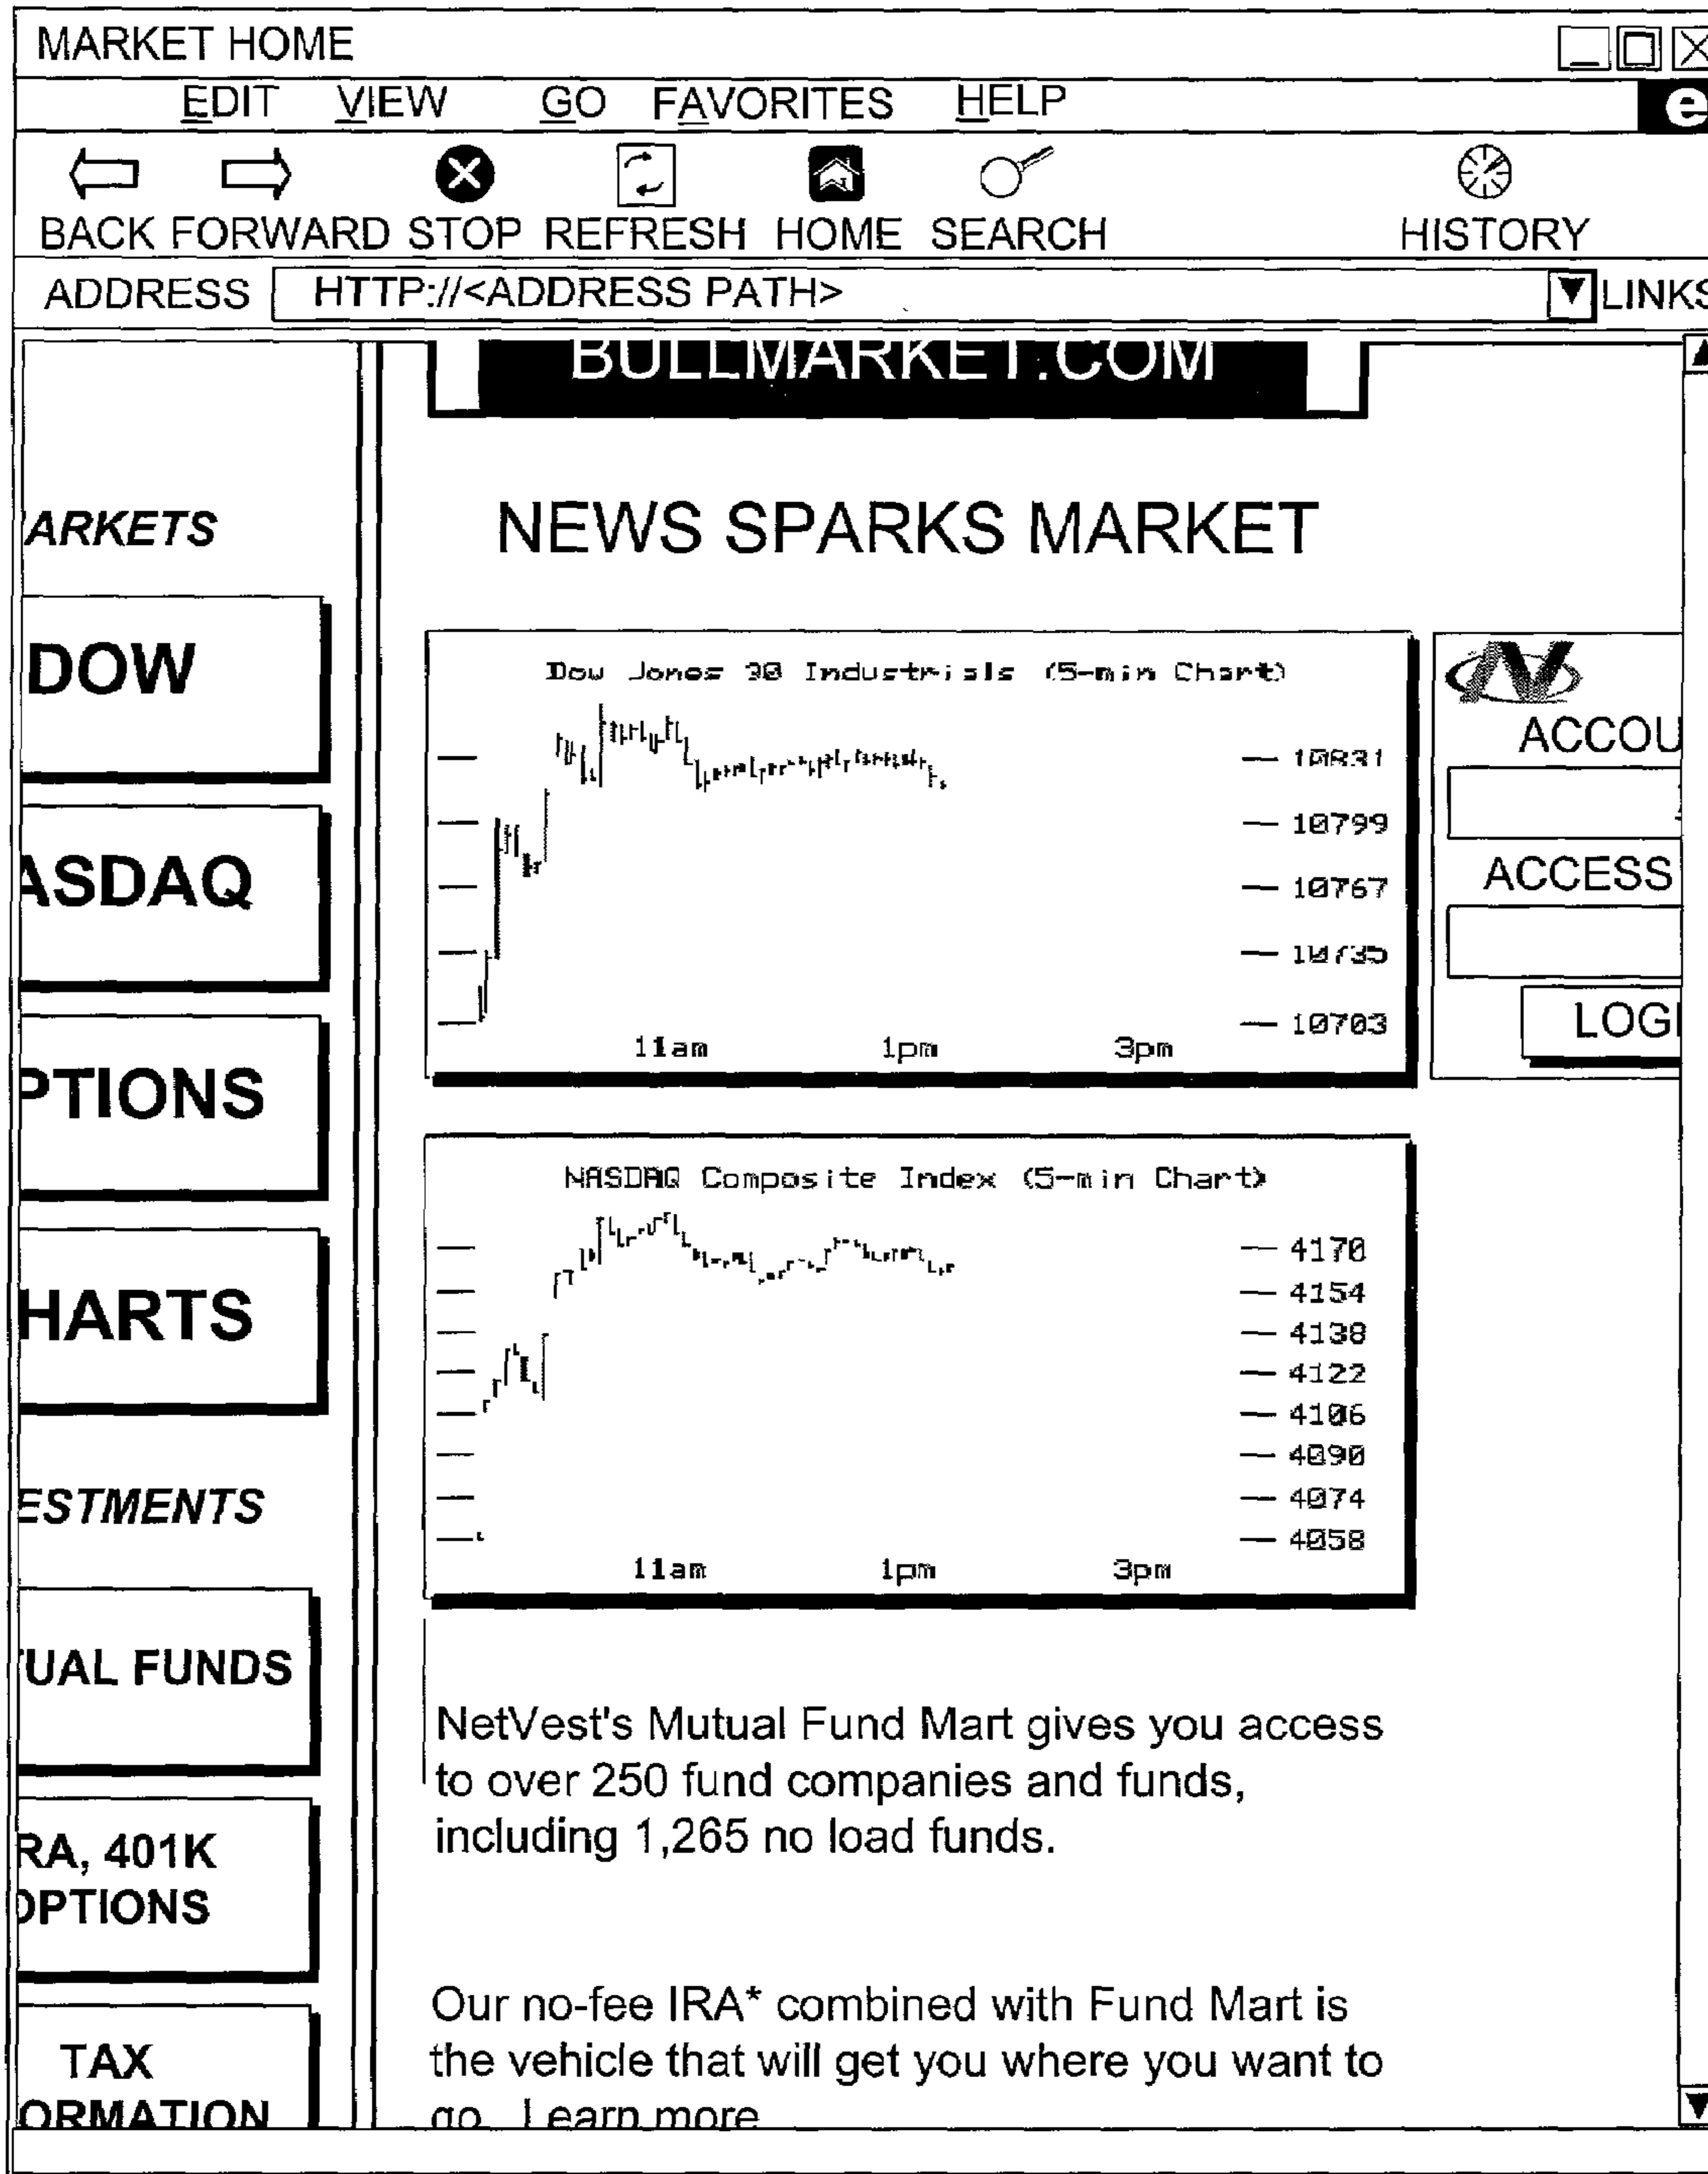 MARKET HOME
EDIT VIEW GO FAVORITES HELP
e
BACK FORWARD STOP REFRESH HOME SEARCH HISTORY
ADDRESS HTTP://<ADDRESS PATH> LINKS
BULLMARKET.COM
ARKETS
DOW
ASDAQ
PTIONS
HARTS
ESTMENTS
TUAL FUNDS
RA, 401K
OPTIONS
TAX
ORMATION
NEWS SPARKS MARKET
Dow Jones 30 Industrials (5-min Chart)
10831
10799
10767
10735
10703
11am 1pm 3pm
ACCOU
ACCESS
LOGI
NASDAQ Composite Index (5-min Chart)
4170
4154
4138
4122
4106
4090
4074
4058
11am 1pm 3pm
NetVest's Mutual Fund Mart gives you access
to over 250 fund companies and funds,
including 1,265 no load funds.
Our no-fee IRA* combined with Fund Mart is
the vehicle that will get you where you want to
go. Learn more